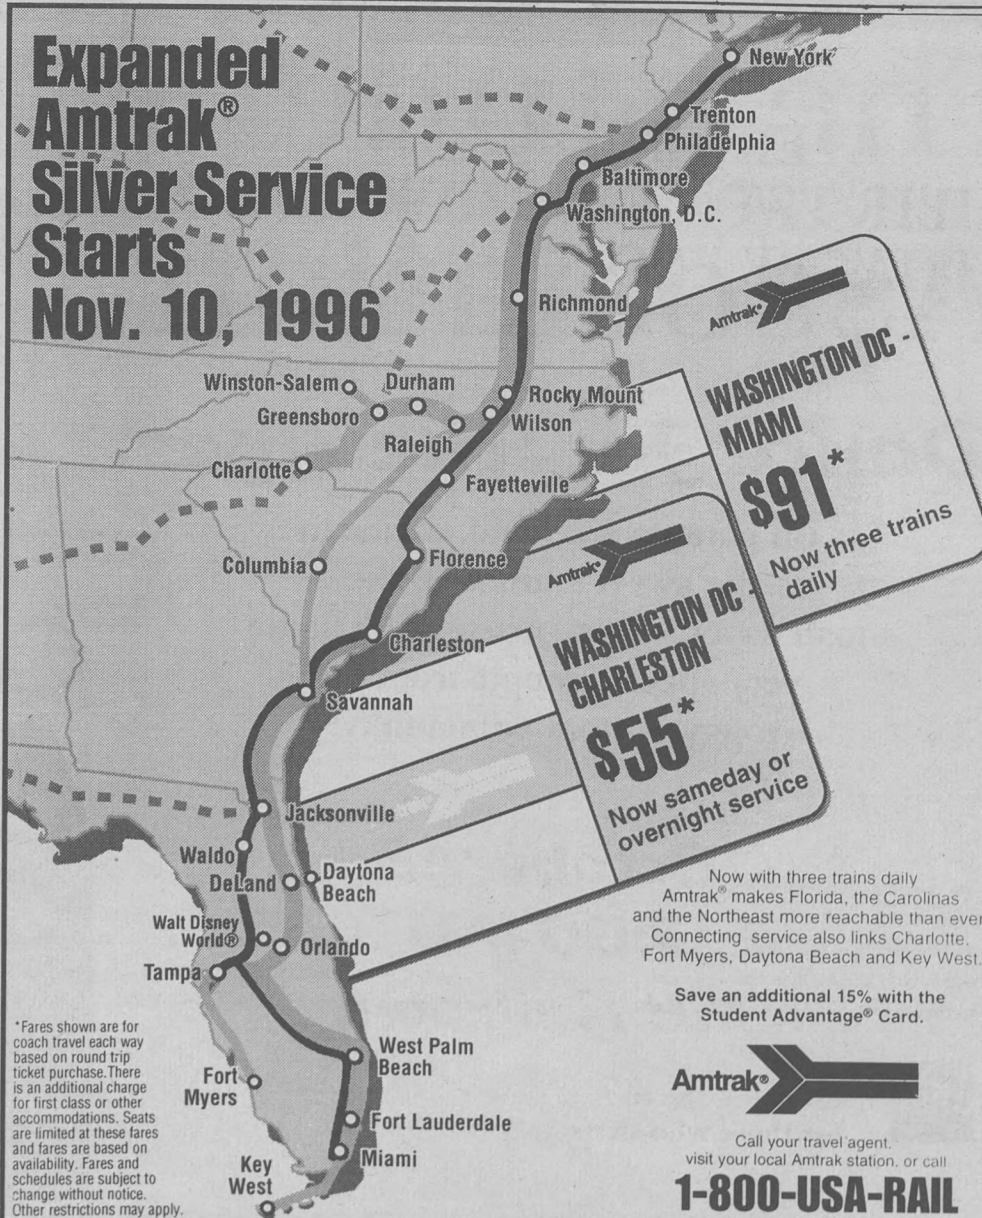 Expanded
Amtrak®
Silver Service
Starts
Nov. 10, 1996
New York
Trenton
Philadelphia
Baltimore
Washington, D.C.
Richmond
Winston-Salem
Durham
Rocky Mount
Greensboro
Wilson
Raleigh
Charlotte
Fayetteville
Columbia
Florence
Charleston
Savannah
Jacksonville
Waldo
DeLand
Daytona
Beach
Walt Disney
World®
Orlando
Tampa
West Palm
Beach
Fort
Myers
Fort Lauderdale
Miami
Key
West
Amtrak®
WASHINGTON DC -
MIAMI
$91*
Now three trains
daily
Amtrak®
WASHINGTON DC -
CHARLESTON
$55*
Now sameday or
overnight service
Now with three trains daily
Amtrak® makes Florida, the Carolinas
and the Northeast more reachable than ever
Connecting service also links Charlotte.
Fort Myers, Daytona Beach and Key West.
Save an additional 15% with the
Student Advantage® Card.
*Fares shown are for
coach travel each way
based on round trip
ticket purchase. There
is an additional charge
for first class or other
accommodations. Seats
are limited at these fares
and fares are based on
availability. Fares and
schedules are subject to
change without notice.
Other restrictions may apply.
Amtrak®
Call your travel agent.
visit your local Amtrak station. or call
1-800-USA-RAIL